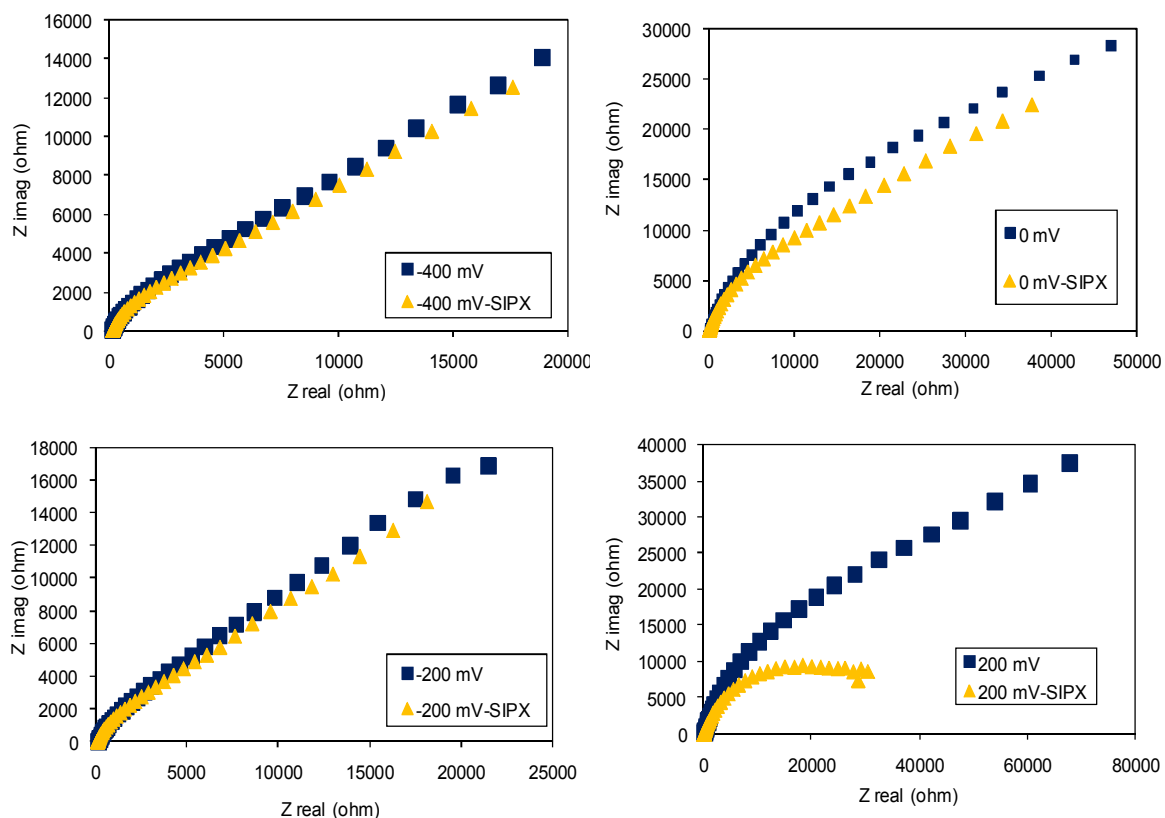 16000
14000
12000
10000
8000
6000
4000
2000
0
Z imag (ohm)
-400 mV
-400 mV-SIPX
0 5000 10000 15000 20000
Z real (ohm)
30000
25000
20000
15000
10000
5000
0
Z imag (ohm)
0 mV
0 mV-SIPX
0 10000 20000 30000 40000 50000
Z real (ohm)
18000
16000
14000
12000
10000
8000
6000
4000
2000
0
Z imag (ohm)
-200 mV
-200 mV-SIPX
0 5000 10000 15000 20000 25000
Z real (ohm)
40000
35000
30000
25000
20000
15000
10000
5000
0
Z imag (ohm)
200 mV
200 mV-SIPX
0 20000 40000 60000 80000
Z real (ohm)